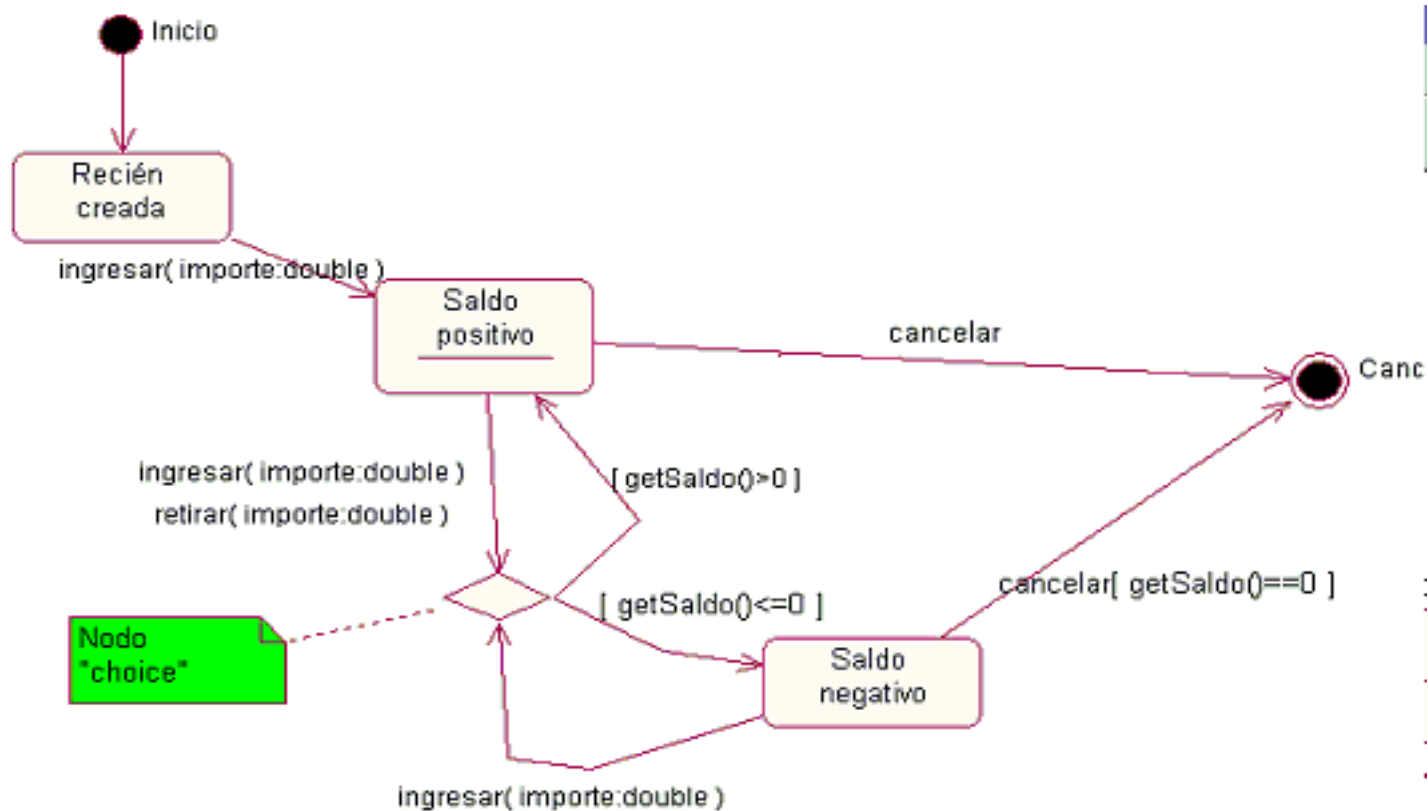 Inicio
Recién
creada
ingresar( importe:double )
Saldo
positivo
cancelar
Canc
ingresar( importe:double )
retirar( importe:double )
[ getSaldo()>0 ]
[ getSaldo()<=0 ]
cancelar[ getSaldo()==0 ]
Nodo
"choice"
Saldo
negativo
ingresar( importe:double )